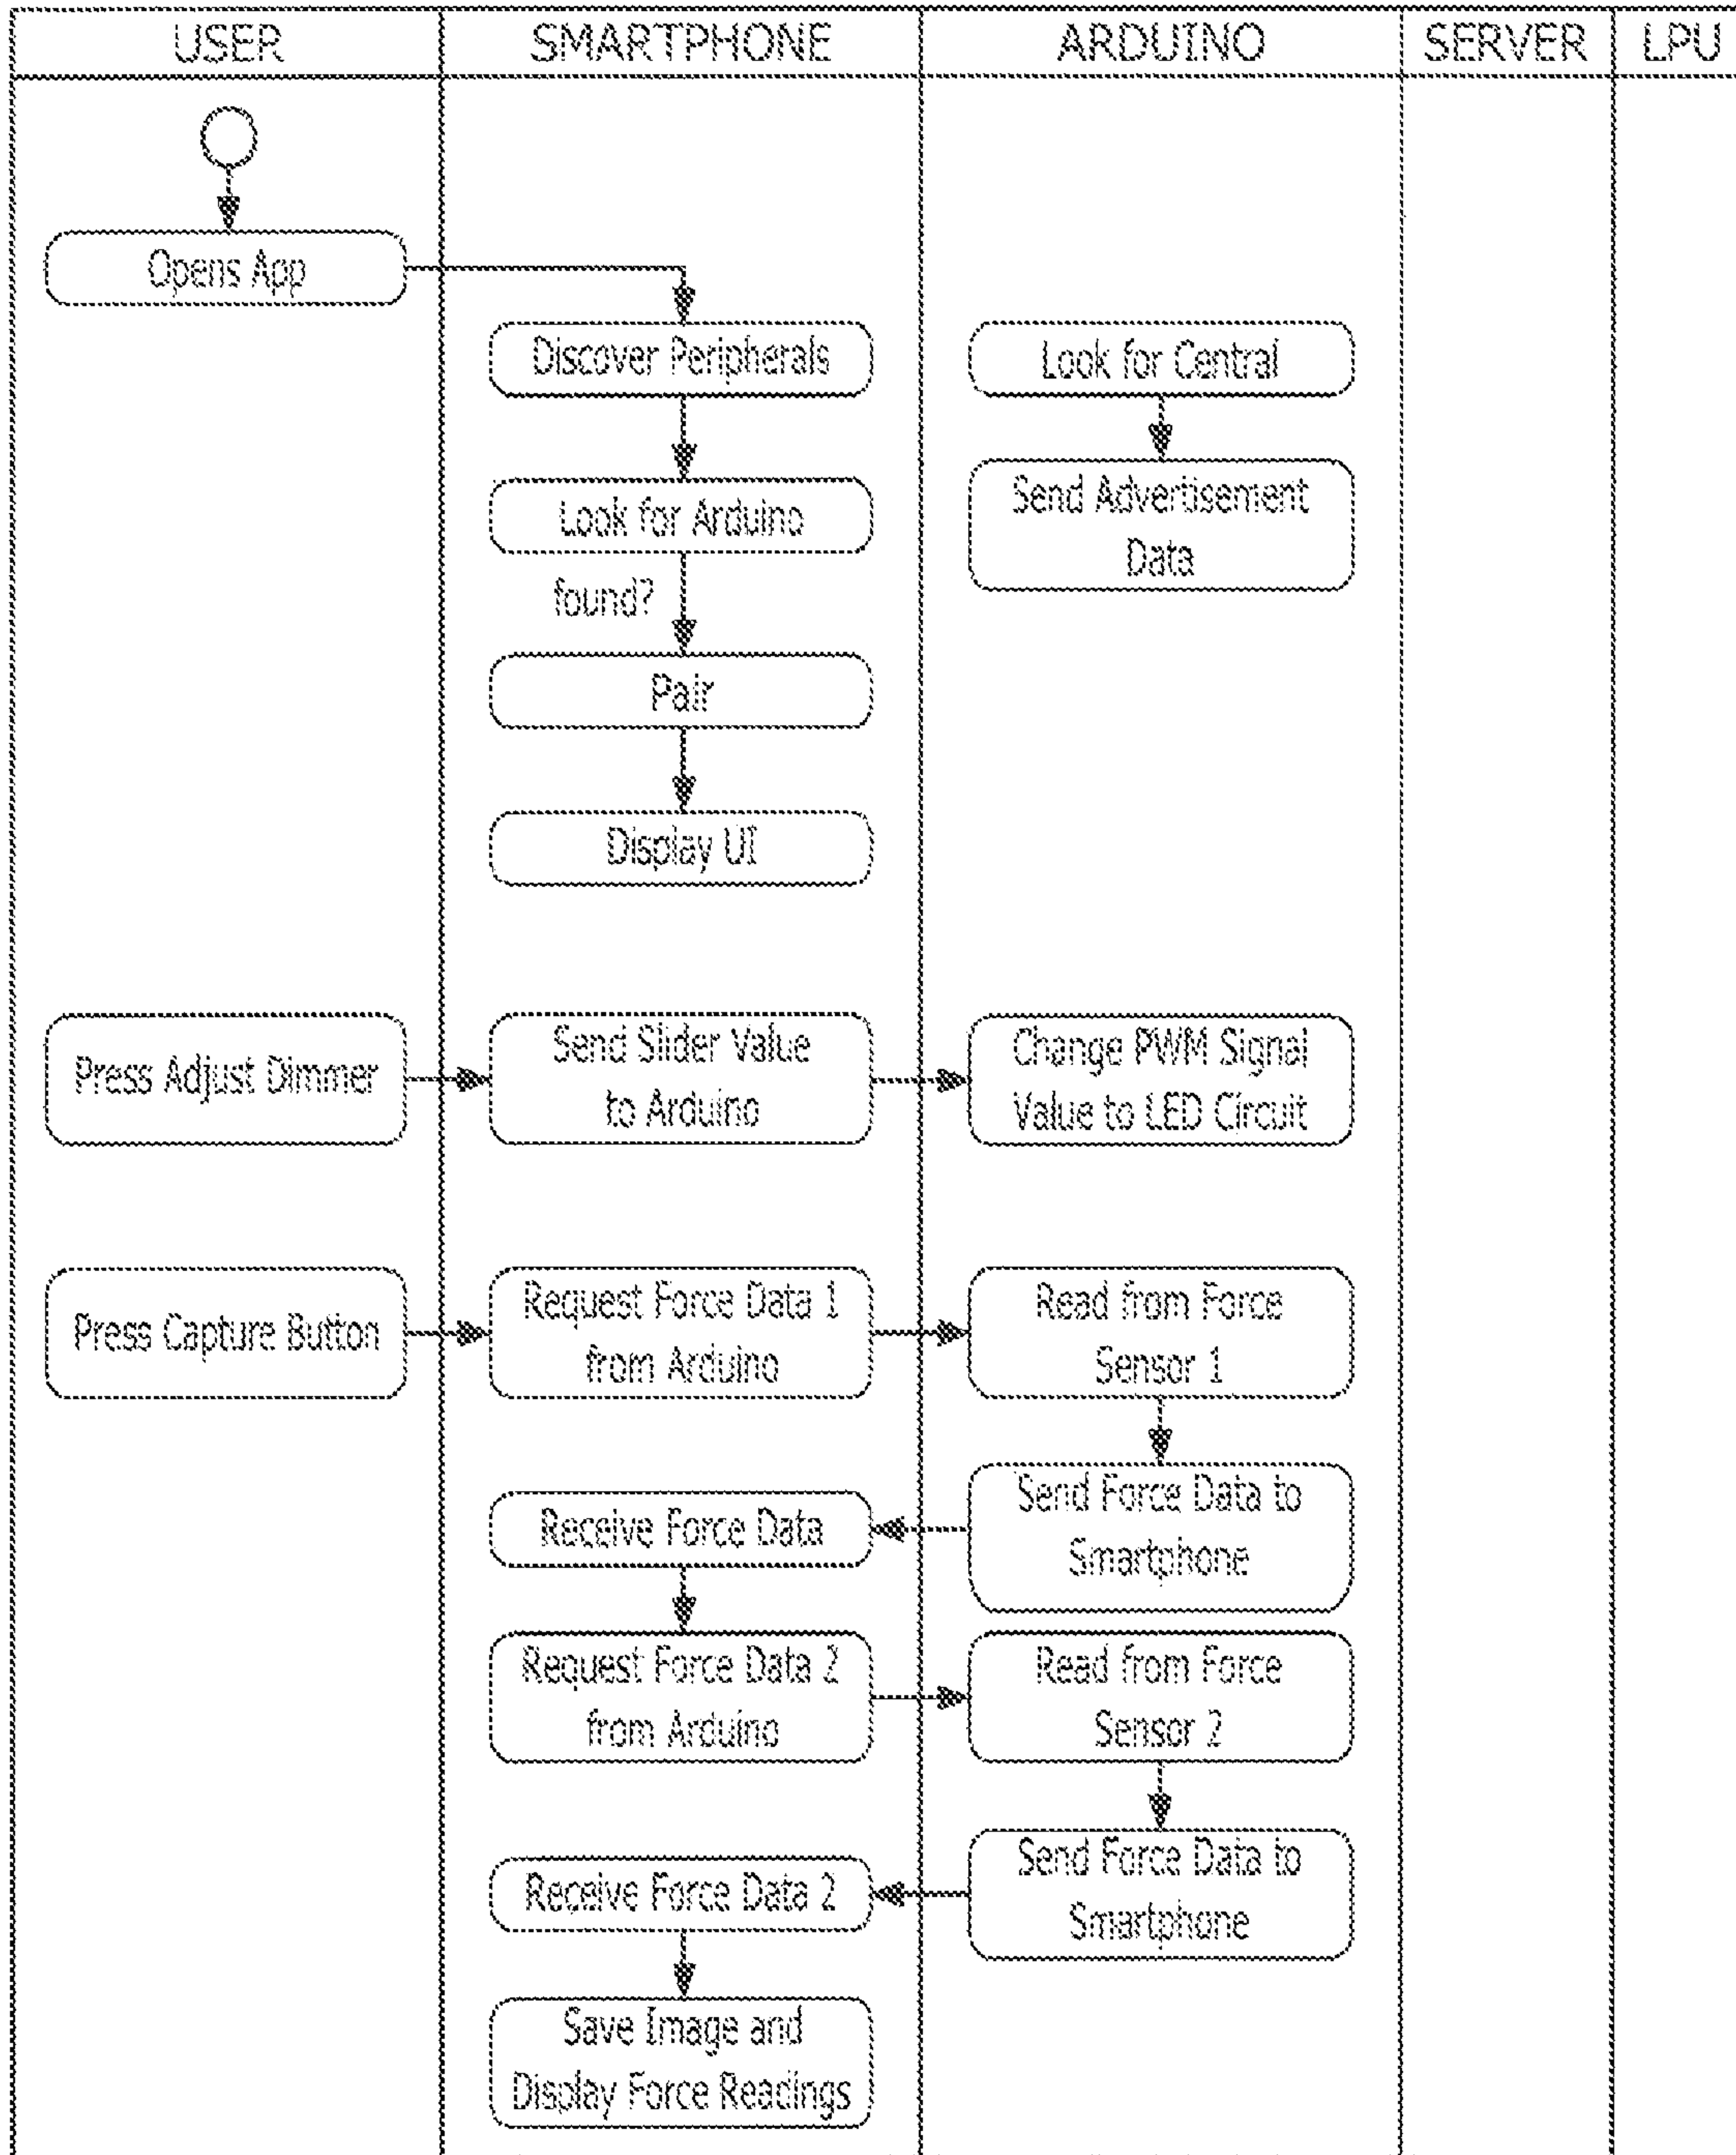 USER SMARTPHONE ARDUINO SERVER LPU
Opens App
Discover Peripherals
Look for Central
Look for Arduino
Send Advertisement
Data
found?
Pair
Display UI
Press Adjust Dimmer
Send Slider Value
to Arduino
Change PWM Signal
Value to LED Circuit
Press Capture Button
Request Force Data 1
from Arduino
Read from Force
Sensor 1
Send Force Data to
Smartphone
Receive Force Data
Request Force Data 2
from Arduino
Read from Force
Sensor 2
Send Force Data to
Smartphone
Receive Force Data 2
Save Image and
Display Force Readings